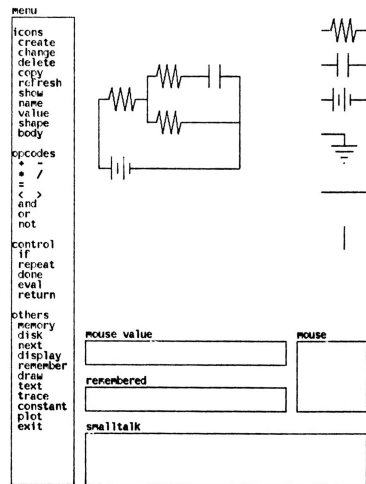 menu
icons
create
change
delete
copy
refresh
show
name
value
shape
body
opcodes
+ -
* /
=
< >
and
or
not
control
if
repeat
done
eval
return
others
memory
disk
next
display
remember
draw
text
trace
constant
plot
exit
mouse value
mouse
remembered
smalltalk